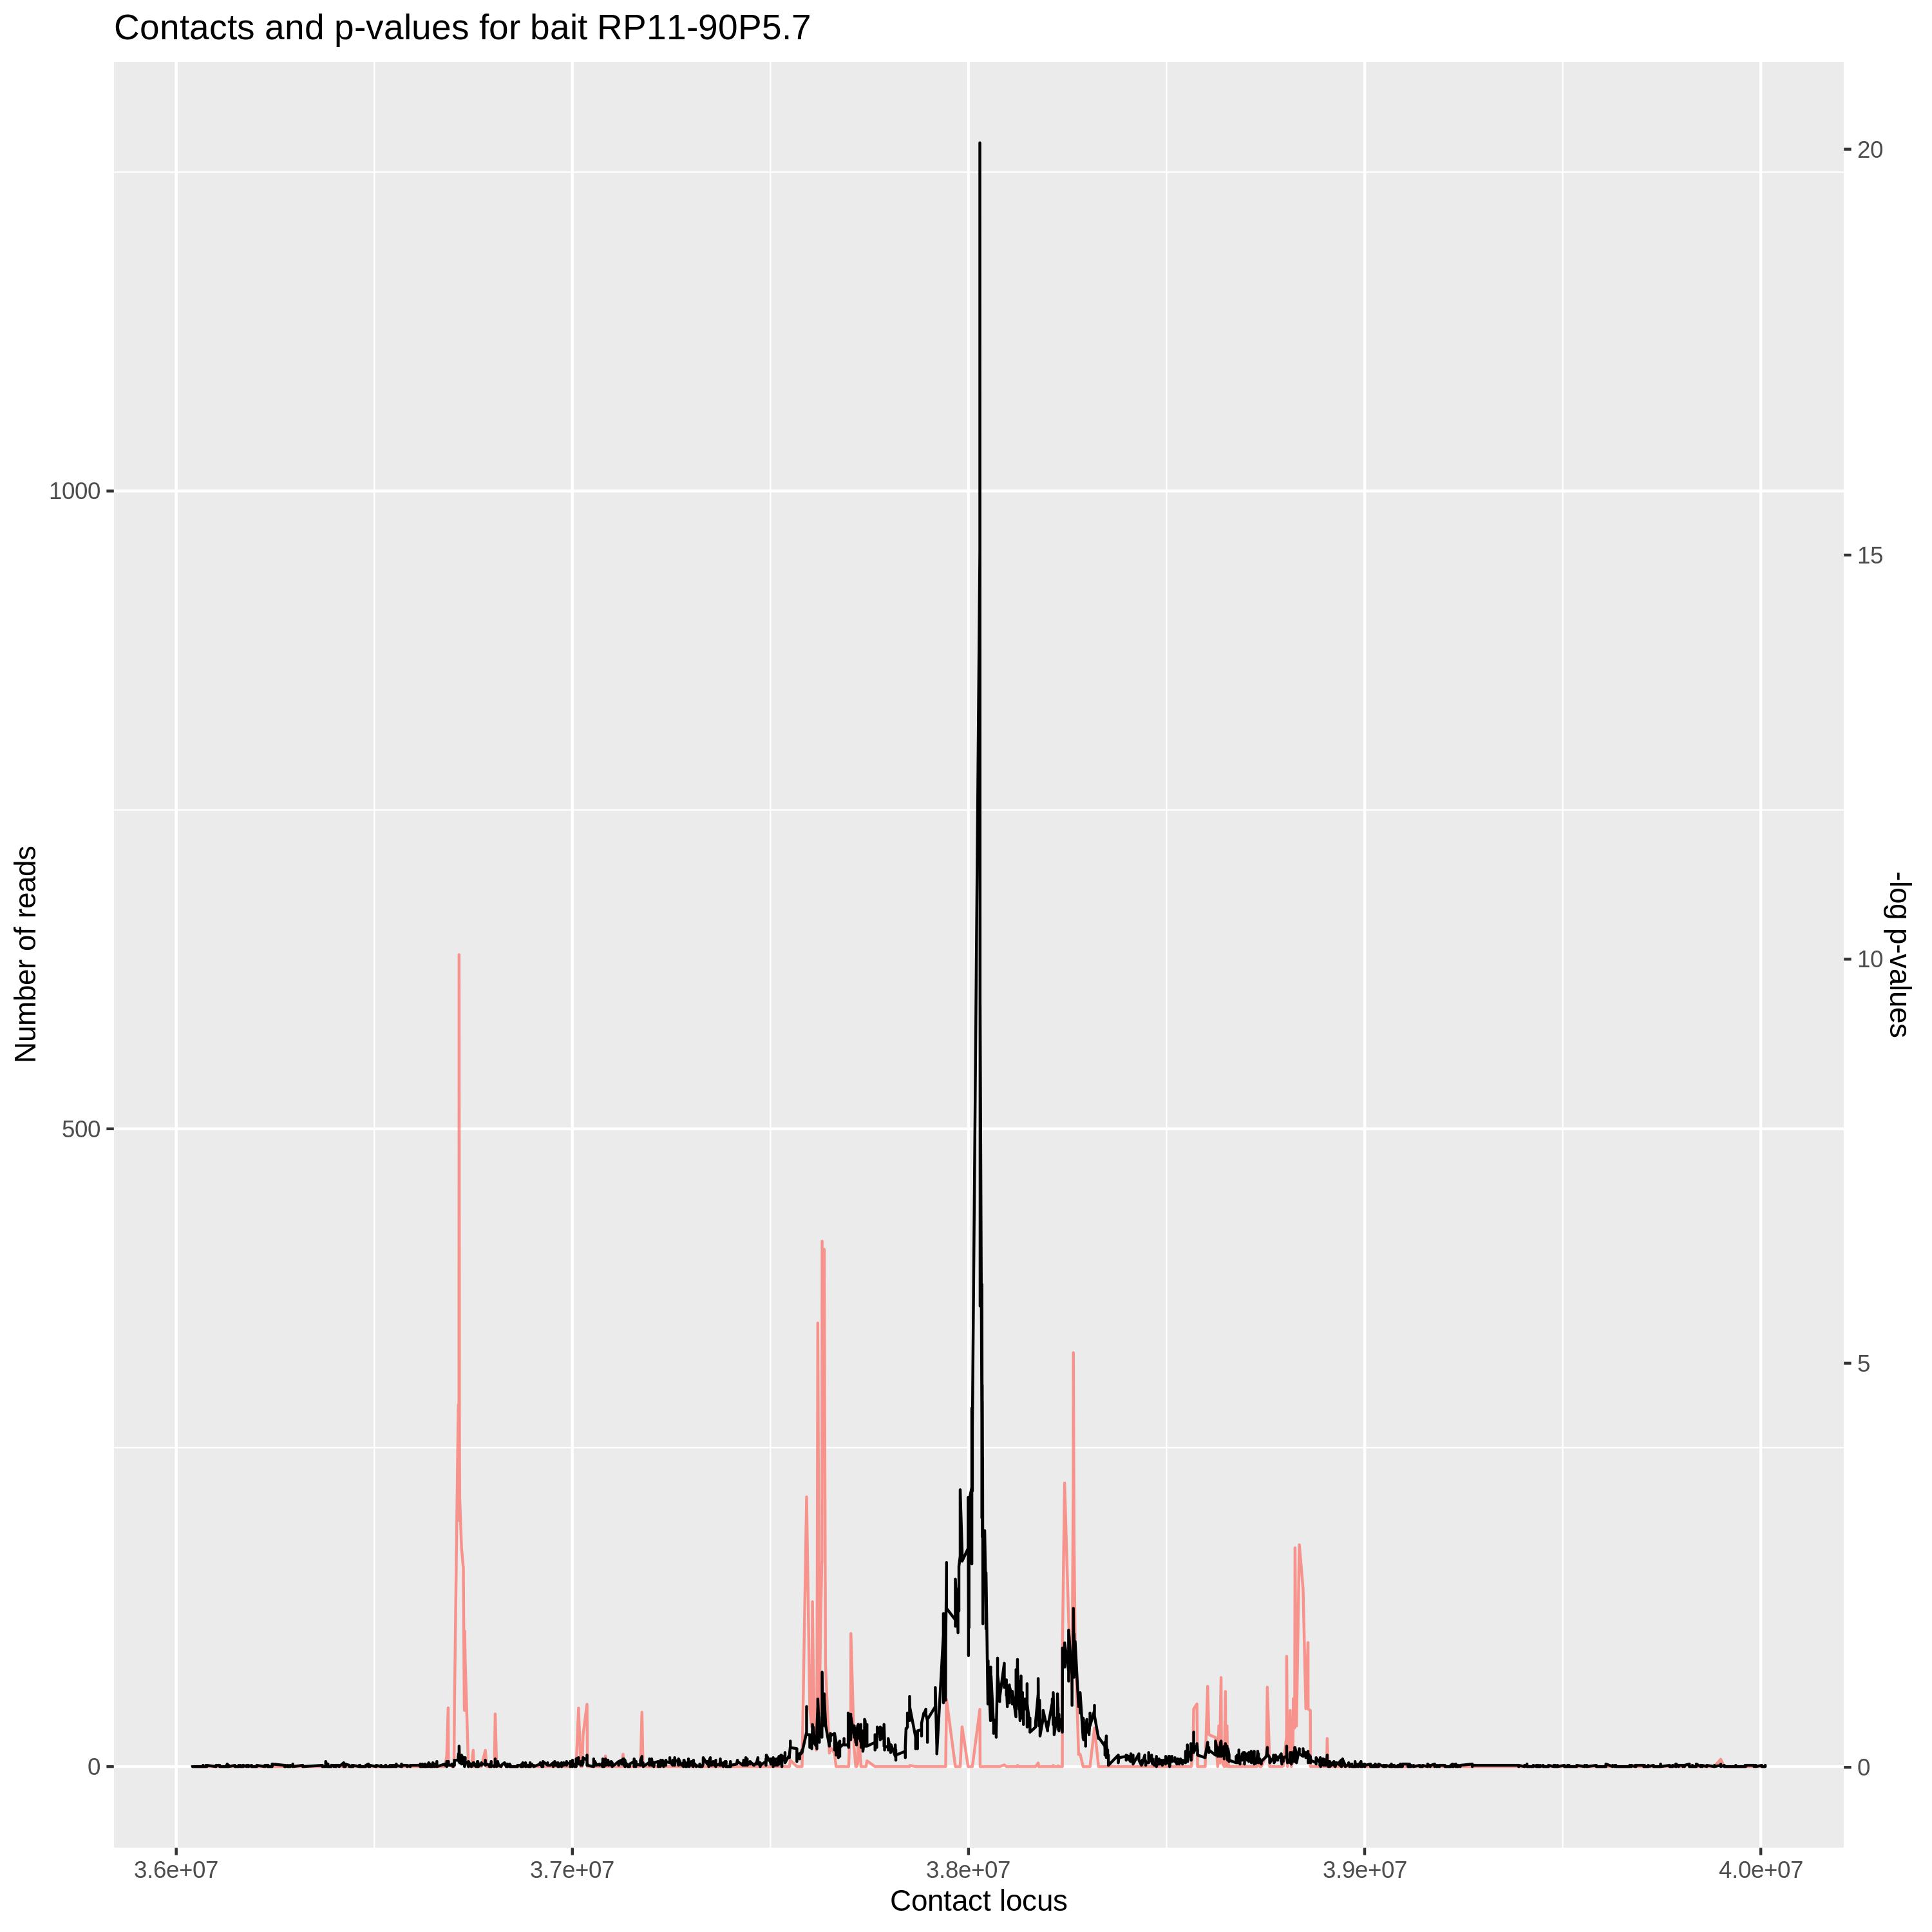 Contacts and p-values for bait RP11-90P5.7
Number of reads
1000
500
0
20
15
10
5
0
-log p-values
3.6e+07 3.7e+07 3.8e+07 3.9e+07 4.0e+07
Contact locus